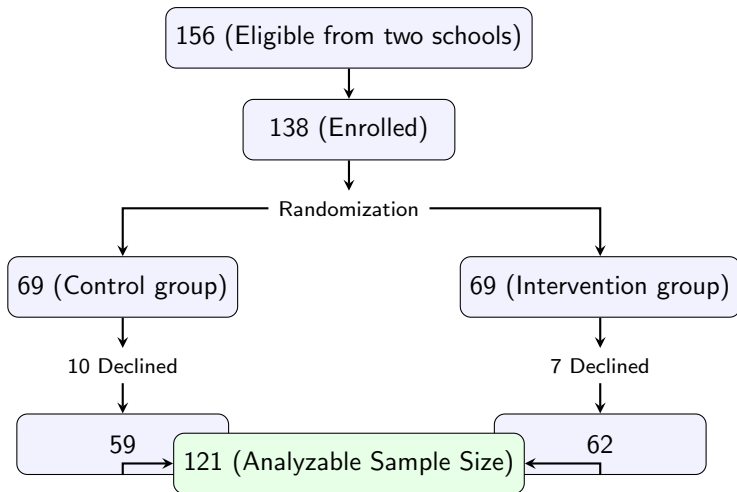 156 (Eligible from two schools)
138 (Enrolled)
Randomization
69 (Control group)
69 (Intervention group)
10 Declined
7 Declined
59
62
121 (Analyzable Sample Size)